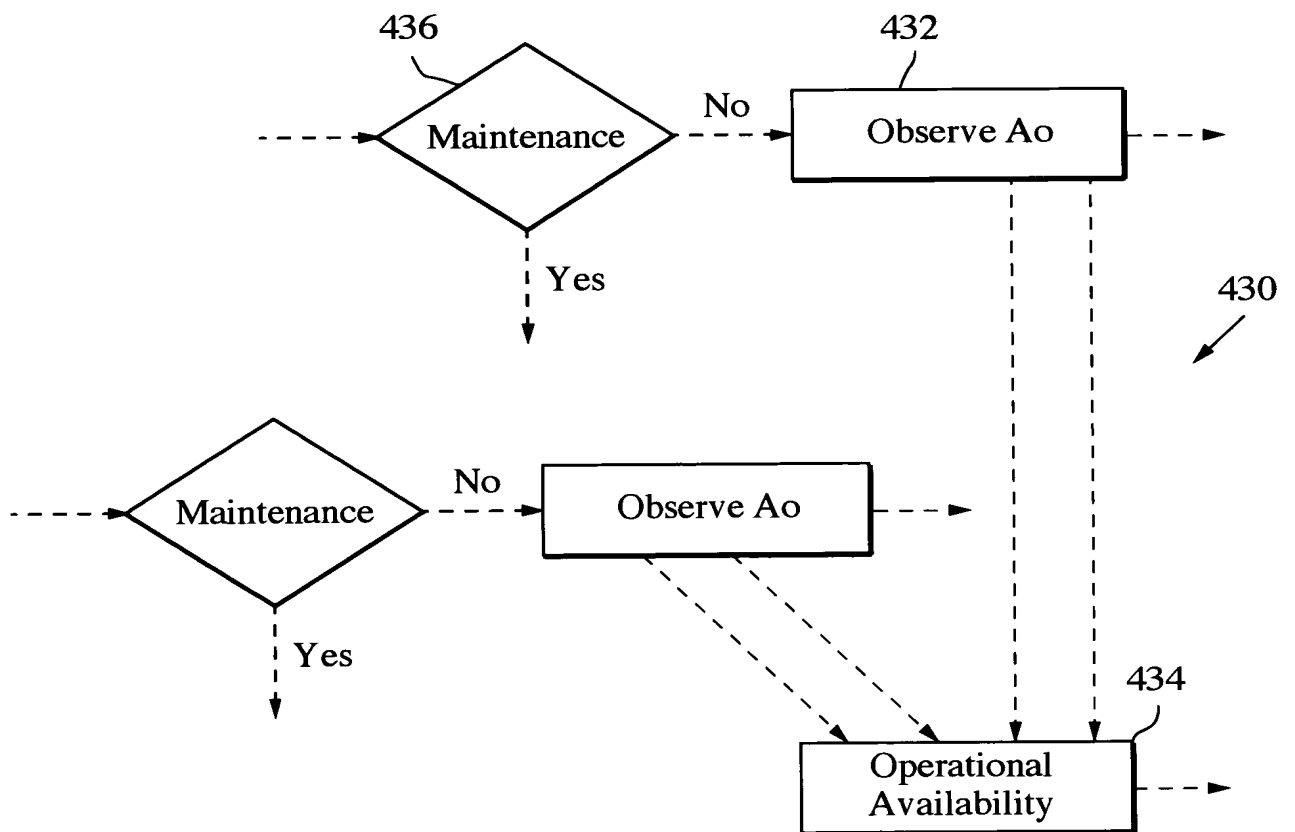 436
432
Maintenance
No
Observe Ao
Yes
430
Maintenance
No
Observe Ao
Yes
434
Operational
Availability